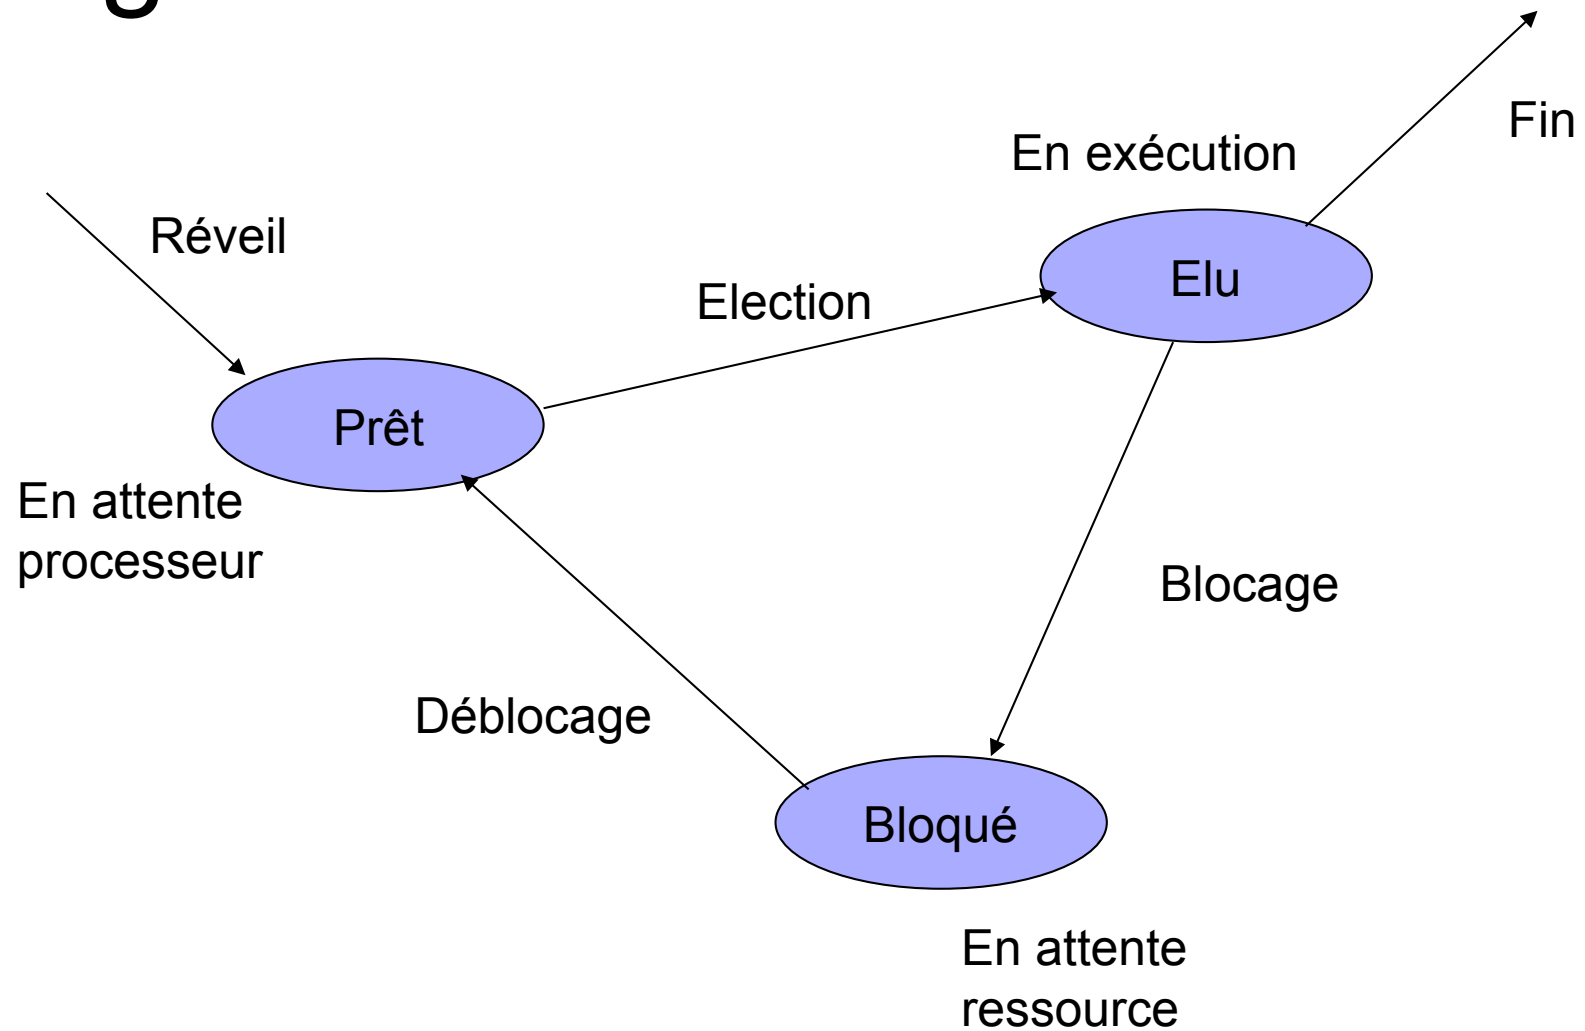 Fin
En exécution
Réveil
Elu
Election
Prêt
En attente
processeur
Blocage
Déblocage
Bloqué
En attente
ressource